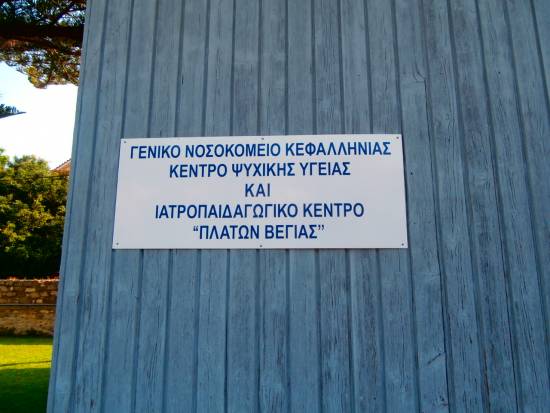 ΓΕΝΙΚΟ ΝΟΣΟΚΟΜΕΙΟ ΚΕΦΑΛΛΗΝΙΑΣ
ΚΕΝΤΡΟ ΨΥΧΙΚΗΣ ΥΓΕΙΑΣ
ΚΑΙ
ΙΑΤΡΟΠΑΙΔΑΓΩΓΙΚΟ ΚΕΝΤΡΟ
“ΠΛΑΤΩΝ ΒΕΓΙΑΣ”